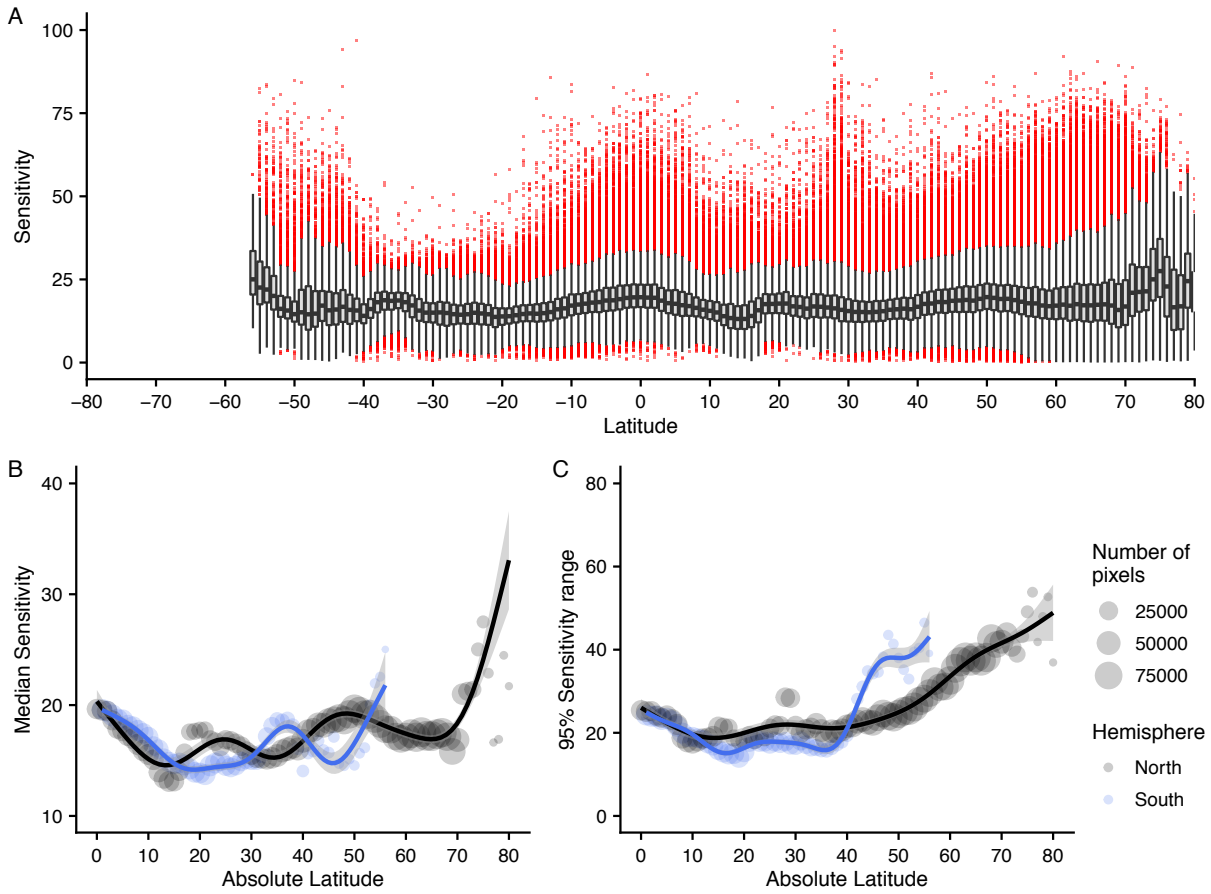 A
100
75
50
25
0
Sensitivity
−80 −70 −60 −50 −40 −30 −20 −10 0 10 20 30 40 50 60 70 80
Latitude
B
40
30
20
10
Median Sensitivity
0 10 20 30 40 50 60 70 80
Absolute Latitude
C
80
60
40
20
0
95% Sensitivity range
0 10 20 30 40 50 60 70 80
Absolute Latitude
Number of
pixels
25000
50000
75000
Hemisphere
North
South